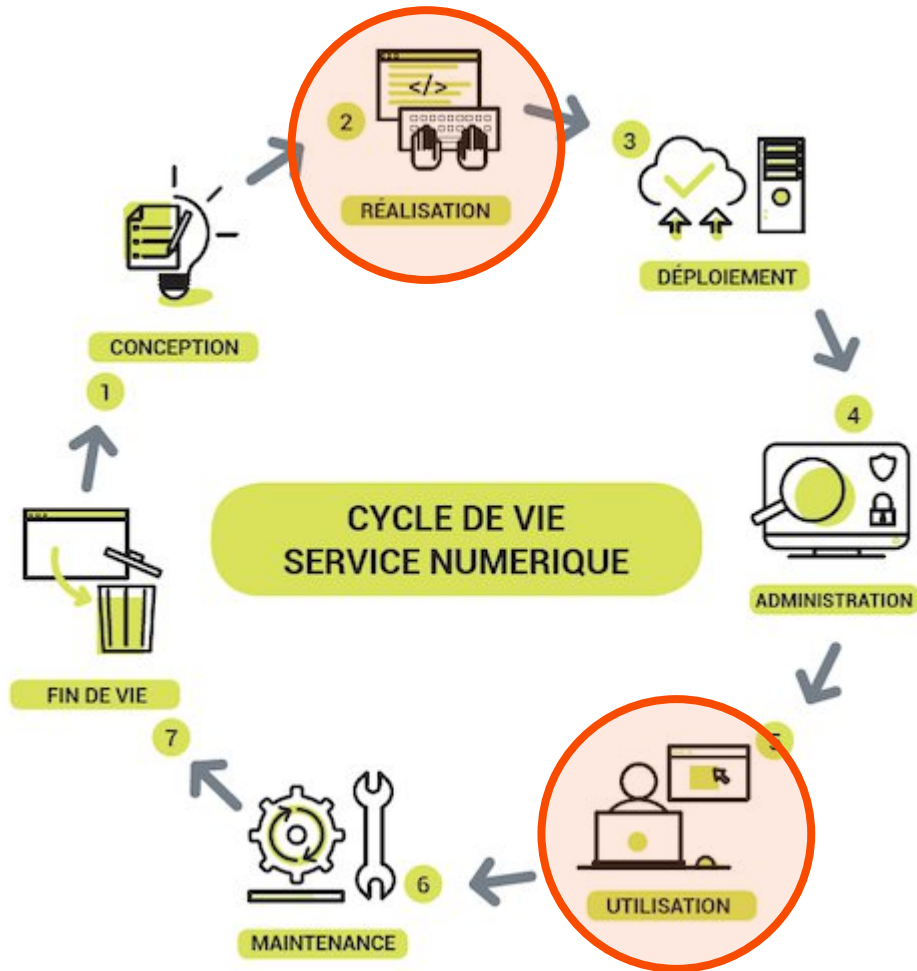 2
</>
RÉALISATION
3
DÉPLOIEMENT
CONCEPTION
1
4
ADMINISTRATION
CYCLE DE VIE
SERVICE NUMERIQUE
FIN DE VIE
7
5
UTILISATION
6
MAINTENANCE